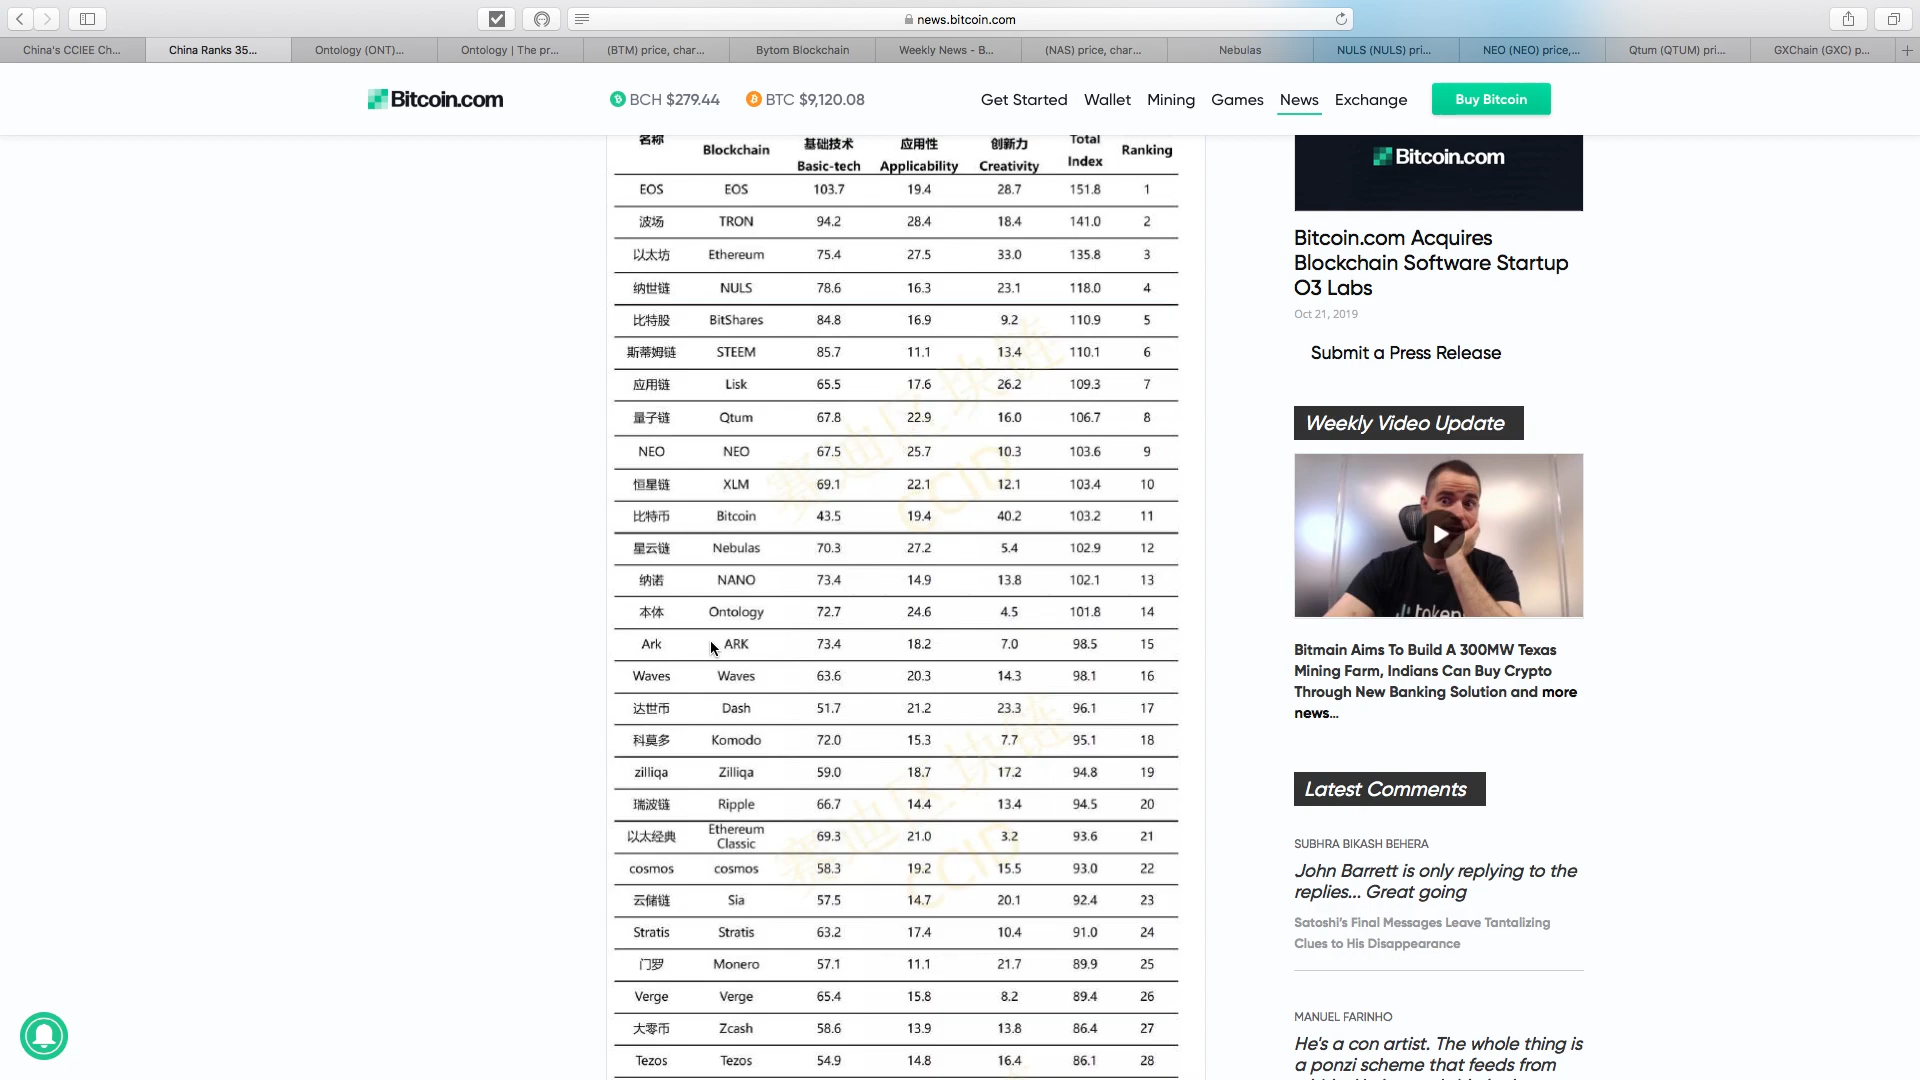 news.bitcoin.com
China's CCIEE Ch...
China Ranks 35...
Ontology (ONT)...
Ontology | The pr...
(BTM) price, char...
Bytom Blockchain
Weekly News - B...
(NAS) price, char...
Nebulas
NULS (NULS) pri...
NEO (NEO) price,...
Qtum (QTUM) pri...
GXChain (GXC) p...
Bitcoin.com
BCH $279.44
BTC $9,120.08
Get Started Wallet Mining Games News Exchange
Buy Bitcoin
名称 Blockchain 基础技术 Basic-tech 应用性 Applicability 创新力 Creativity Total Index Ranking
EOS EOS 103.7 19.4 28.7 151.8 1
波场 TRON 94.2 28.4 18.4 141.0 2
以太坊 Ethereum 75.4 27.5 33.0 135.8 3
纳世链 NULS 78.6 16.3 23.1 118.0 4
比特股 BitShares 84.8 16.9 9.2 110.9 5
斯蒂姆链 STEEM 85.7 11.1 13.4 110.1 6
应用链 Lisk 65.5 17.6 26.2 109.3 7
量子链 Qtum 67.8 22.9 16.0 106.7 8
NEO NEO 67.5 25.7 10.3 103.6 9
恒星链 XLM 69.1 22.1 12.1 103.4 10
比特币 Bitcoin 43.5 19.4 40.2 103.2 11
星云链 Nebulas 70.3 27.2 5.4 102.9 12
纳诺 NANO 73.4 14.9 13.8 102.1 13
本体 Ontology 72.7 24.6 4.5 101.8 14
Ark ARK 73.4 18.2 7.0 98.5 15
Waves Waves 63.6 20.3 14.3 98.1 16
达世币 Dash 51.7 21.2 23.3 96.1 17
科莫多 Komodo 72.0 15.3 7.7 95.1 18
zilliqa Zilliqa 59.0 18.7 17.2 94.8 19
瑞波链 Ripple 66.7 14.4 13.4 94.5 20
以太经典 Ethereum Classic 69.3 21.0 3.2 93.6 21
cosmos cosmos 58.3 19.2 15.5 93.0 22
云储链 Sia 57.5 14.7 20.1 92.4 23
Stratis Stratis 63.2 17.4 10.4 91.0 24
门罗 Monero 57.1 11.1 21.7 89.9 25
Verge Verge 65.4 15.8 8.2 89.4 26
大零币 Zcash 58.6 13.9 13.8 86.4 27
Tezos Tezos 54.9 14.8 16.4 86.1 28
赛迪区块链
CCID
赛迪区块链
CCID
Bitcoin.com
Bitcoin.com Acquires
Blockchain Software Startup
O3 Labs
Oct 21, 2019
Submit a Press Release
Weekly Video Update
token
Bitmain Aims To Build A 300MW Texas
Mining Farm, Indians Can Buy Crypto
Through New Banking Solution and more
news...
Latest Comments
SUBHRA BIKASH BEHERA
John Barrett is only replying to the
replies... Great going
Satoshi's Final Messages Leave Tantalizing
Clues to His Disappearance
MANUEL FARINHO
He's a con artist. The whole thing is
a ponzi scheme that feeds from